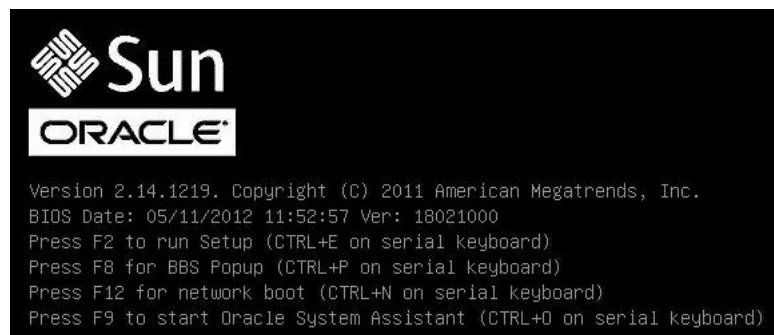 Sun
ORACLE
Version 2.14.1219. Copyright (C) 2011 American Megatrends, Inc.
BIOS Date: 05/11/2012 11:52:57 Ver: 18021000
Press F2 to run Setup (CTRL+E on serial keyboard)
Press F8 for BBS Popup (CTRL+P on serial keyboard)
Press F12 for network boot (CTRL+N on serial keyboard)
Press F9 to start Oracle System Assistant (CTRL+O on serial keyboard)